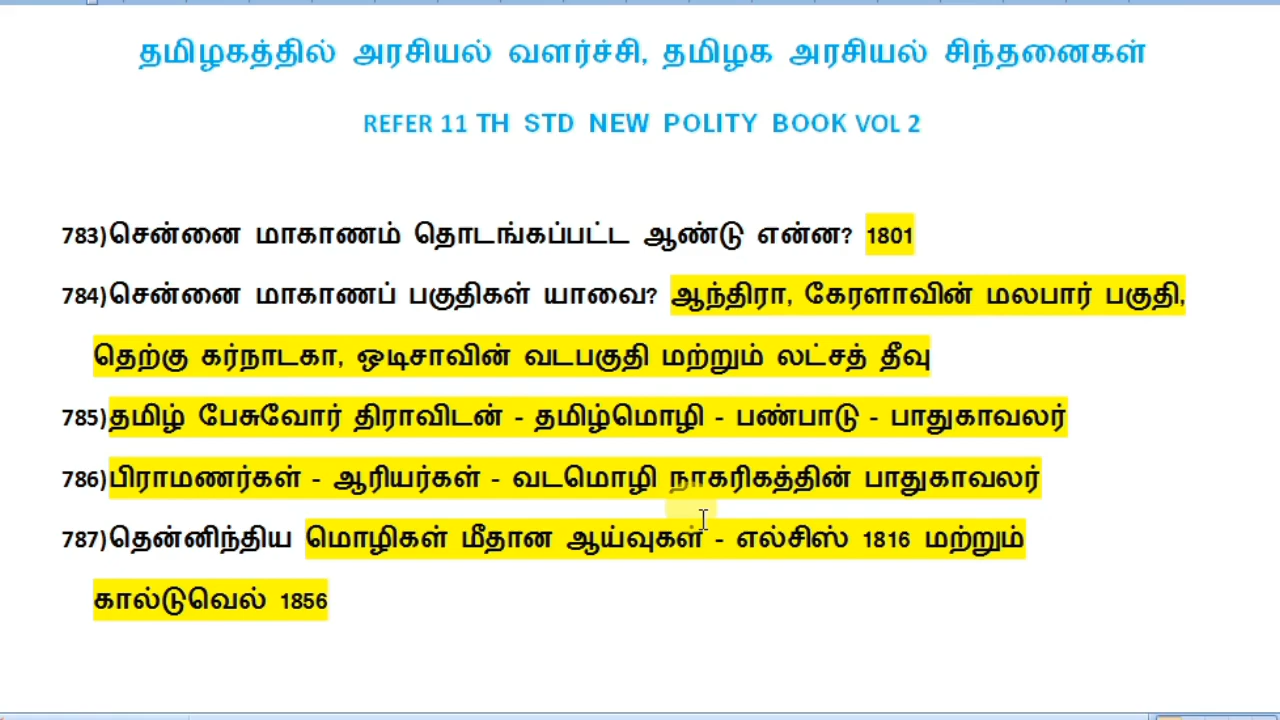 தமிழகத்தில் அரசியல் வளர்ச்சி, தமிழக அரசியல் சிந்தனைகள்
REFER 11 TH STD NEW POLITY BOOK VOL 2
783)சென்னை மாகாணம் தொடங்கப்பட்ட ஆண்டு என்ன? 1801
784)சென்னை மாகாணப் பகுதிகள் யாவை? ஆந்திரா, கேரளாவின் மலபார் பகுதி,
தெற்கு கர்நாடகா, ஒடிசாவின் வடபகுதி மற்றும் லட்சத் தீவு
785)தமிழ் பேசுவோர் திராவிடன் - தமிழ்மொழி - பண்பாடு - பாதுகாவலர்
786)பிராமணர்கள் - ஆரியர்கள் - வடமொழி நாகரிகத்தின் பாதுகாவலர்
787)தென்னிந்திய மொழிகள் மீதான ஆய்வுகள் - எல்சிஸ் 1816 மற்றும்
கால்டுவெல் 1856